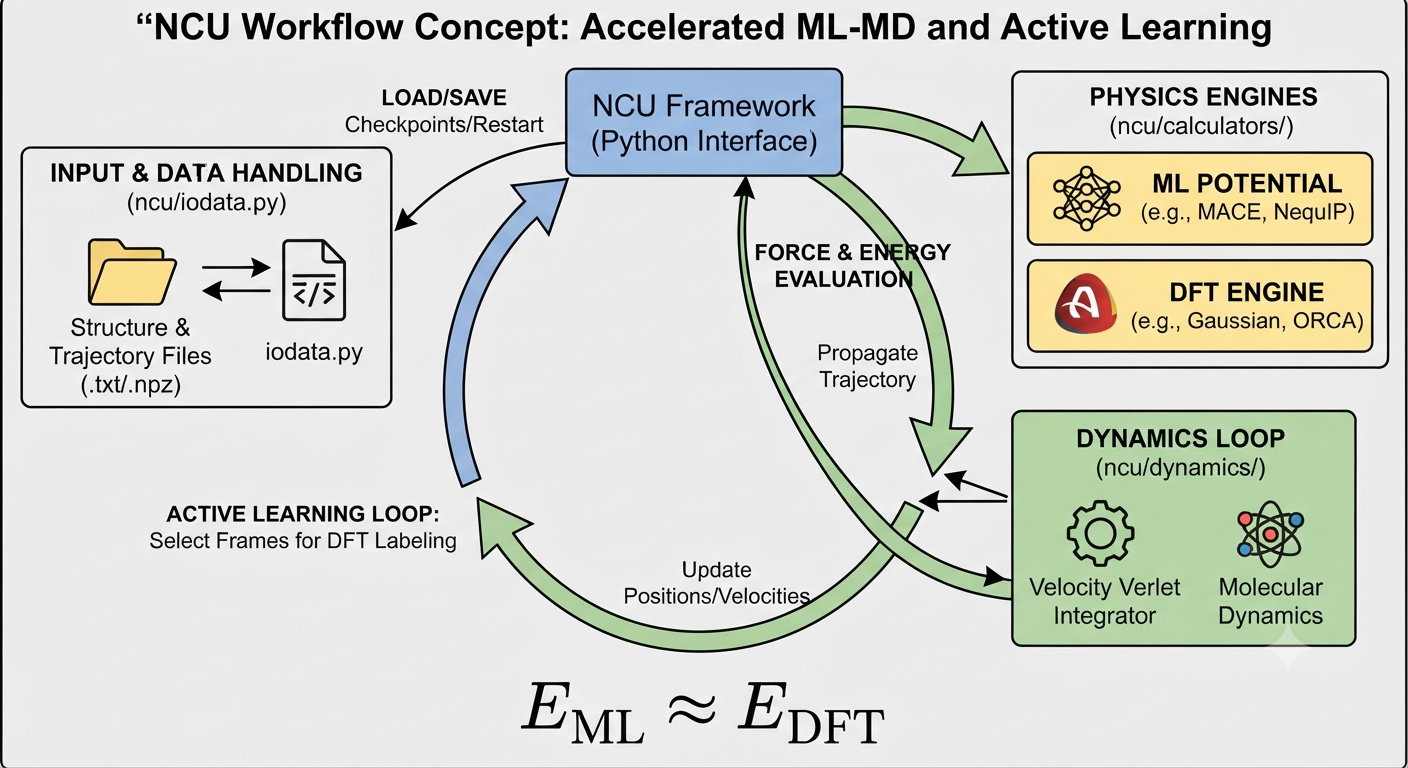 “NCU Workflow Concept: Accelerated ML-MD and Active Learning
LOAD/SAVE
Checkpoints/Restart
NCU Framework
(Python Interface)
INPUT & DATA HANDLING
(ncu/iodata.py)
</>
Structure &
Trajectory Files
(.txt/.npz)
iodata.py
PHYSICS ENGINES
(ncu/calculators/)
ML POTENTIAL
(e.g., MACE, NequIP)
A
DFT ENGINE
(e.g., Gaussian, ORCA)
FORCE & ENERGY
EVALUATION
Propagate
Trajectory
DYNAMICS LOOP
(ncu/dynamics/)
Velocity Verlet
Integrator
Molecular
Dynamics
ACTIVE LEARNING LOOP:
Select Frames for DFT Labeling
Update
Positions/Velocities
E_ML ≈ E_DFT